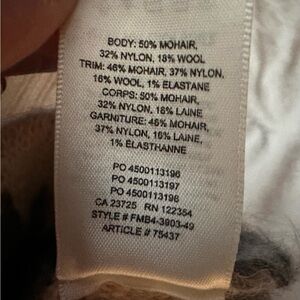 BODY: 50% MOHAIR,
32% NYLON, 18% WOOL
TRIM: 46% MOHAIR, 37% NYLON,
16% WOOL, 1% ELASTANE
CORPS: 50% MOHAIR,
32% NYLON, 18% LAINE
GARNITURE: 46% MOHAIR,
37% NYLON, 16% LAINE,
1% ÉLASTHANNE
PO 4500113196
PO 4500113197
PO 4500113198
CA 23725 RN 122354
STYLE # FMB4-3903-49
ARTICLE # 75437